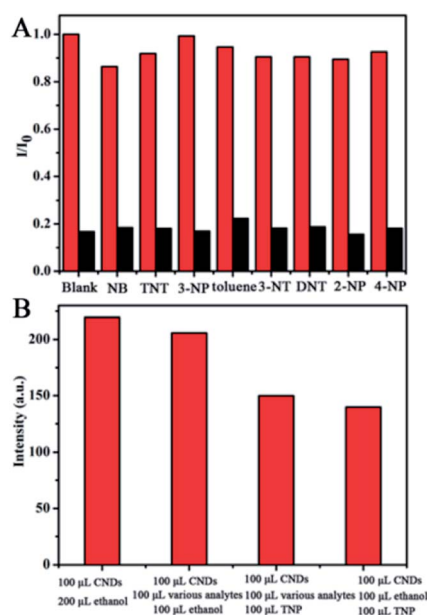 A
I/I₀
1.0
0.8
0.6
0.4
0.2
0.0
Blank NB TNT 3-NP toluene 3-NT DNT 2-NP 4-NP
B
Intensity (a.u.)
200
150
100
50
0
100 μL CNDs
200 μL ethanol
100 μL CNDs
100 μL various analytes
100 μL ethanol
100 μL CNDs
100 μL various analytes
100 μL TNP
100 μL CNDs
100 μL ethanol
100 μL TNP